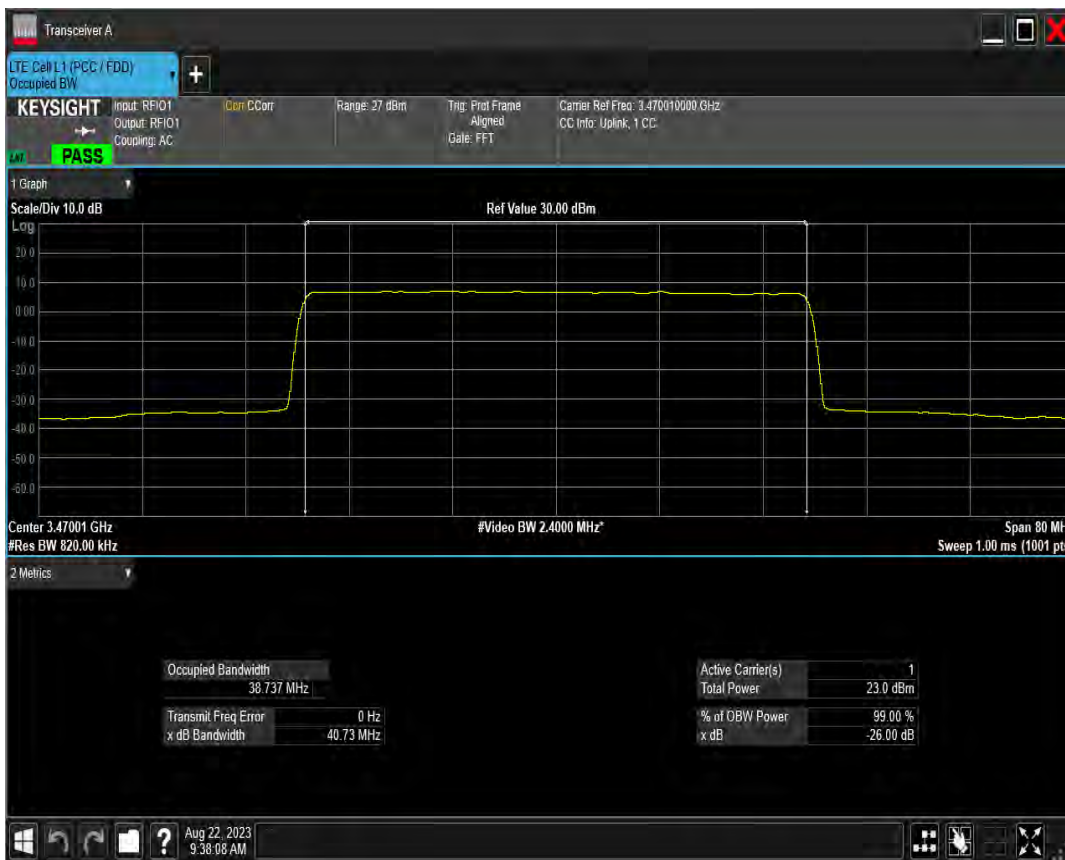 Transceiver A
LTE Cell L1 (PCC / FDD)
Occupied BW
KEYSIGHT
Input: RFIO1
Output: RFIO1
Coupling: AC
Corr CCorr
Range: 27 dBm
Trig: Prot Frame
Aligned
Gate: FFT
Carrier Ref Freq: 3.470010000 GHz
CC Info: Uplink, 1 CC
PASS
1 Graph
Scale/Div 10.0 dB
Ref Value 30.00 dBm
Log
20.0
10.0
0.00
-10.0
-20.0
-30.0
-40.0
-50.0
-60.0
Center 3.47001 GHz
#Video BW 2.4000 MHz*
Span 80 MH
#Res BW 820.00 kHz
Sweep 1.00 ms (1001 pt
2 Metrics
Occupied Bandwidth
38.737 MHz
Transmit Freq Error 0 Hz
x dB Bandwidth 40.73 MHz
Active Carrier(s) 1
Total Power 23.0 dBm
% of OBW Power 99.00 %
x dB -26.00 dB
?
Aug 22, 2023
9:38:08 AM